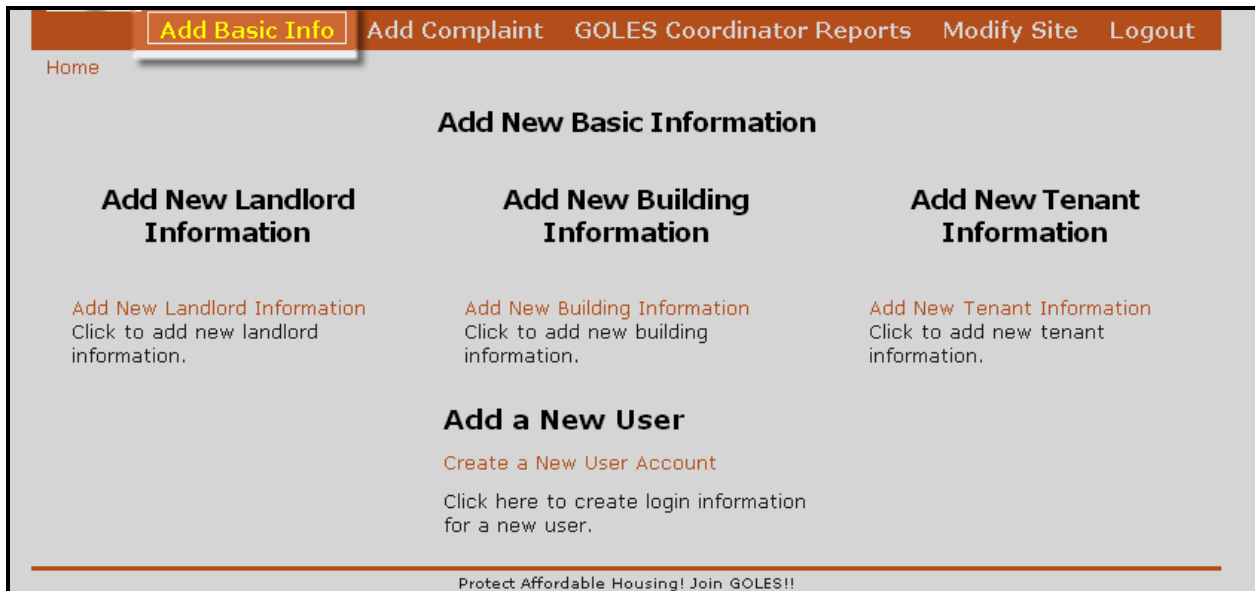 Add Basic Info Add Complaint GOLES Coordinator Reports Modify Site Logout
Home
Add New Basic Information
Add New Landlord
Information
Add New Building
Information
Add New Tenant
Information
Add New Landlord Information
Click to add new landlord
information.
Add New Building Information
Click to add new building
information.
Add New Tenant Information
Click to add new tenant
information.
Add a New User
Create a New User Account
Click here to create login information
for a new user.
Protect Affordable Housing! Join GOLES!!